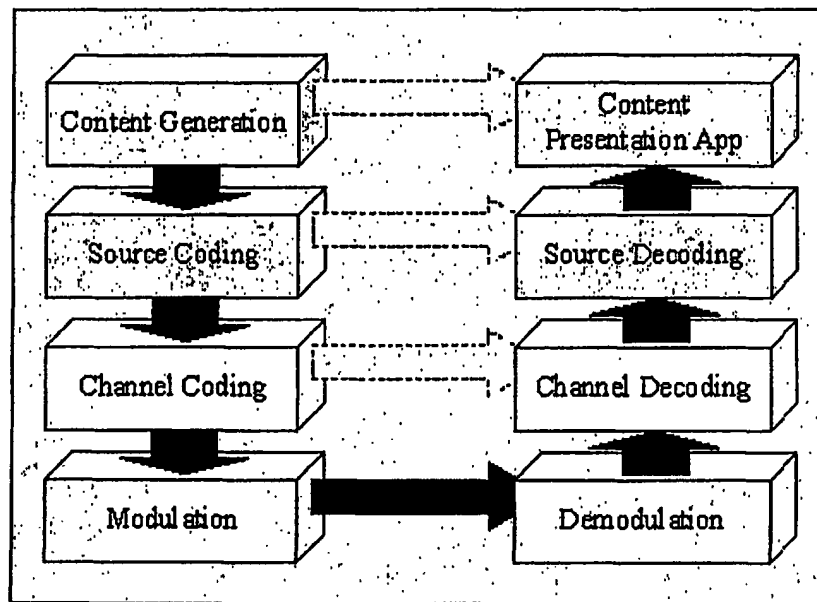 Content Generation
Content
Presentation App
Source Coding
Source Decoding
Channel Coding
Channel Decoding
Modulation
Demodulation